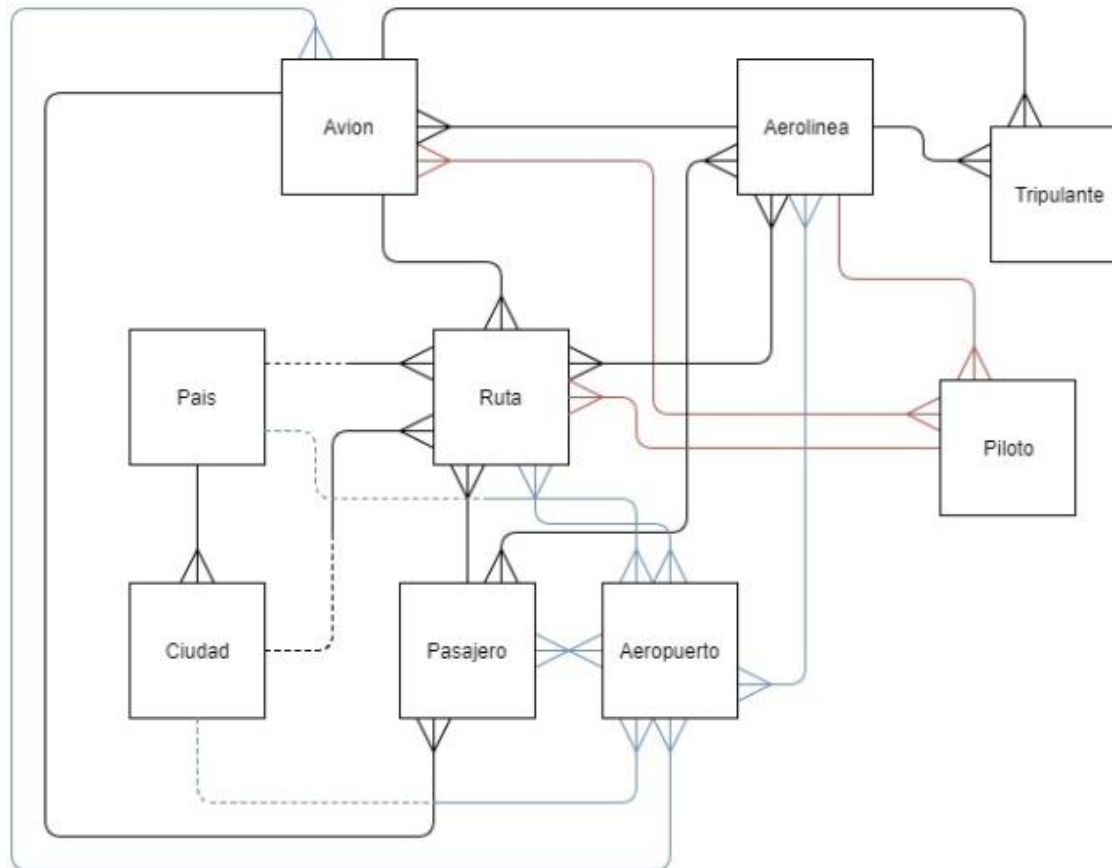 Avion
Aerolinea
Tripulante
Pais
Ruta
Piloto
Ciudad
Pasajero
Aeropuerto